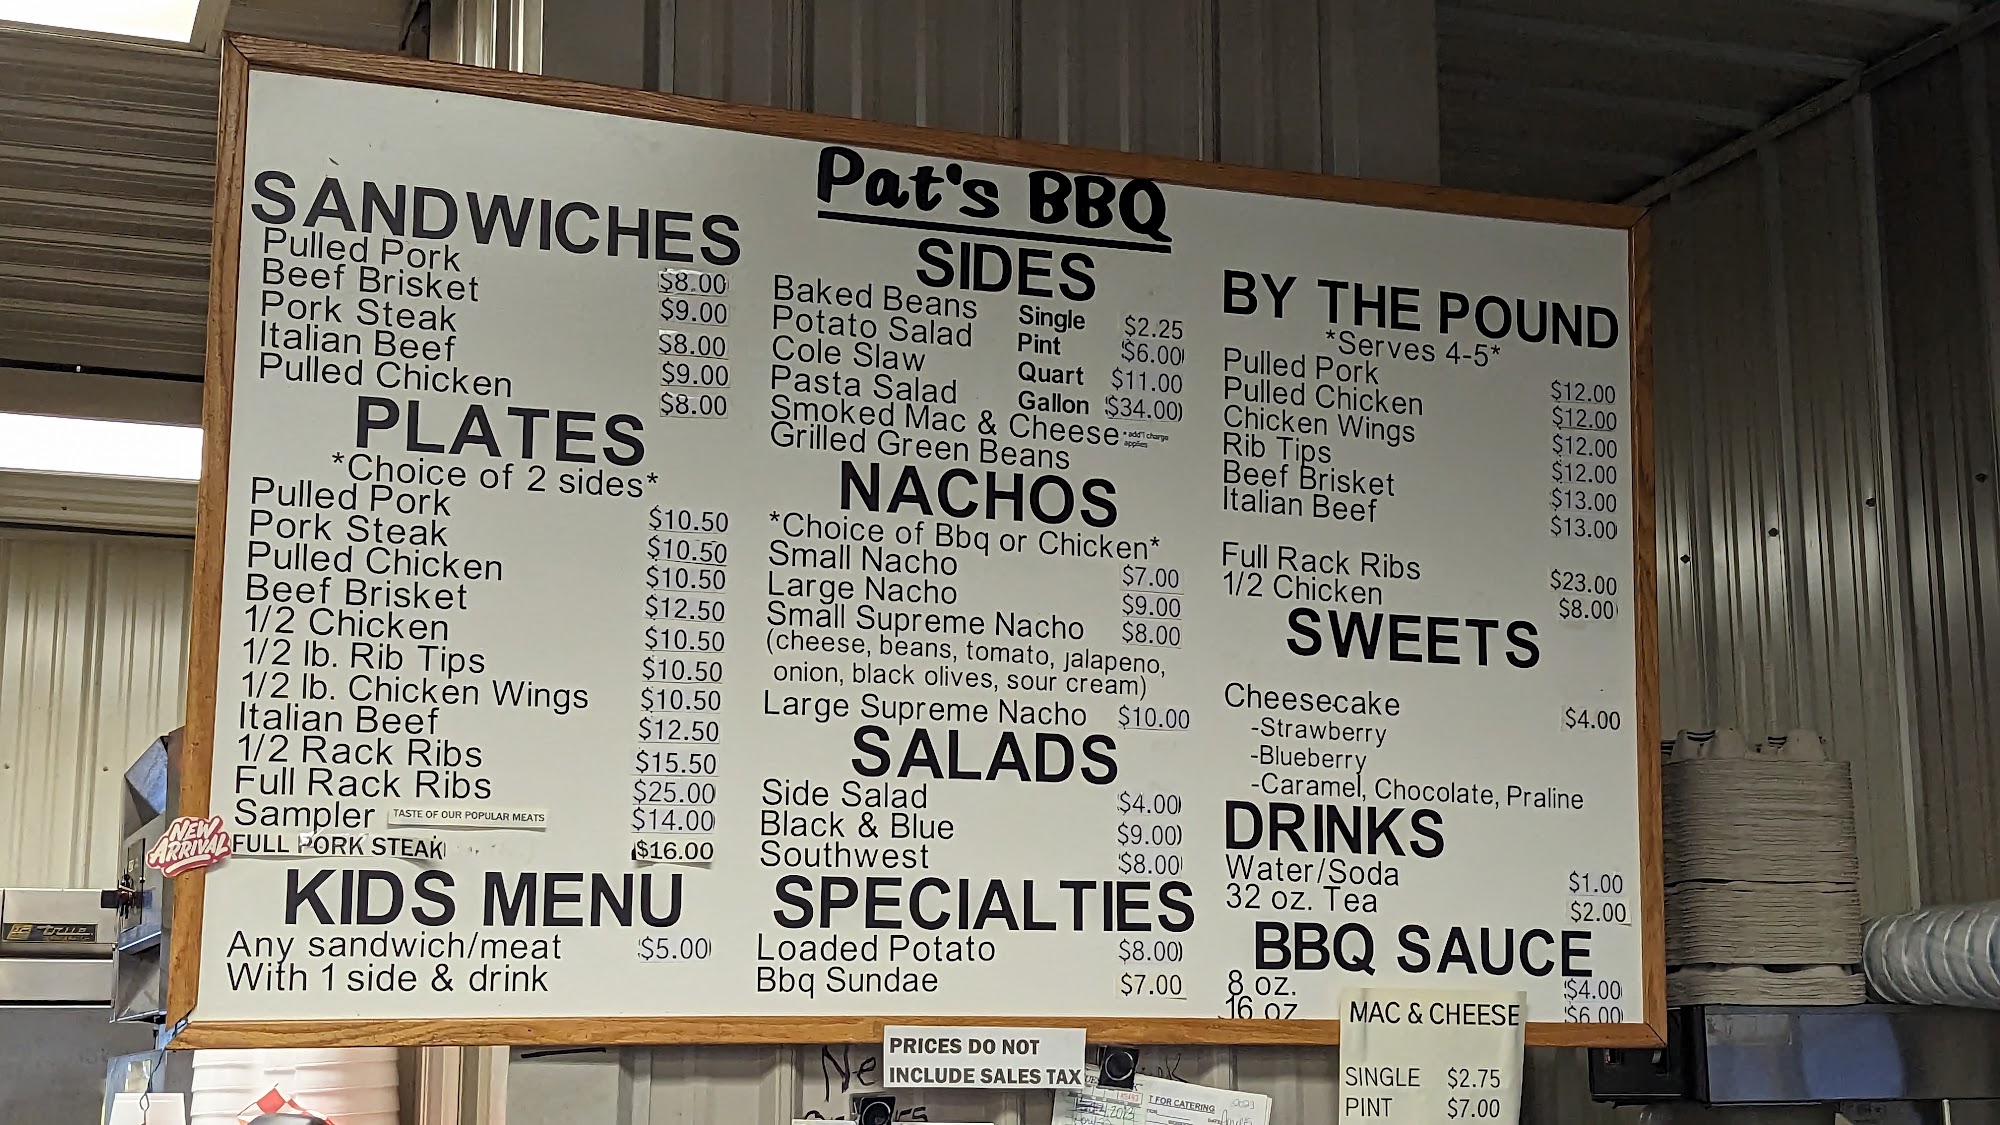 Pat's BBQ
SANDWICHES
Pulled Pork $8.00
Beef Brisket $9.00
Pork Steak $8.00
Italian Beef $9.00
Pulled Chicken $8.00
PLATES
*Choice of 2 sides*
Pulled Pork $10.50
Pork Steak $10.50
Pulled Chicken $10.50
Beef Brisket $12.50
1/2 Chicken $10.50
1/2 lb. Rib Tips $10.50
1/2 lb. Chicken Wings $10.50
Italian Beef $12.50
1/2 Rack Ribs $15.50
Full Rack Ribs $25.00
Sampler TASTE OF OUR POPULAR MEATS $14.00
NEW ARRIVAL FULL PORK STEAK $16.00
KIDS MENU
Any sandwich/meat $5.00
With 1 side & drink
SIDES
Baked Beans Single $2.25
Potato Salad Pint $6.00
Cole Slaw Quart $11.00
Pasta Salad Gallon $34.00
Smoked Mac & Cheese *add'l charge applies
Grilled Green Beans
NACHOS
*Choice of Bbq or Chicken*
Small Nacho $7.00
Large Nacho $9.00
Small Supreme Nacho $8.00
(cheese, beans, tomato, jalapeno,
onion, black olives, sour cream)
Large Supreme Nacho $10.00
SALADS
Side Salad $4.00
Black & Blue $9.00
Southwest $8.00
SPECIALTIES
Loaded Potato $8.00
Bbq Sundae $7.00
BY THE POUND
*Serves 4-5*
Pulled Pork $12.00
Pulled Chicken $12.00
Chicken Wings $12.00
Rib Tips $12.00
Beef Brisket $13.00
Italian Beef $13.00
Full Rack Ribs $23.00
1/2 Chicken $8.00
SWEETS
Cheesecake $4.00
-Strawberry
-Blueberry
-Caramel, Chocolate, Praline
DRINKS
Water/Soda $1.00
32 oz. Tea $2.00
BBQ SAUCE
8 oz. $4.00
16 oz $6.00
MAC & CHEESE
SINGLE $2.75
PINT $7.00
PRICES DO NOT
INCLUDE SALES TAX
T FOR CATERING
true